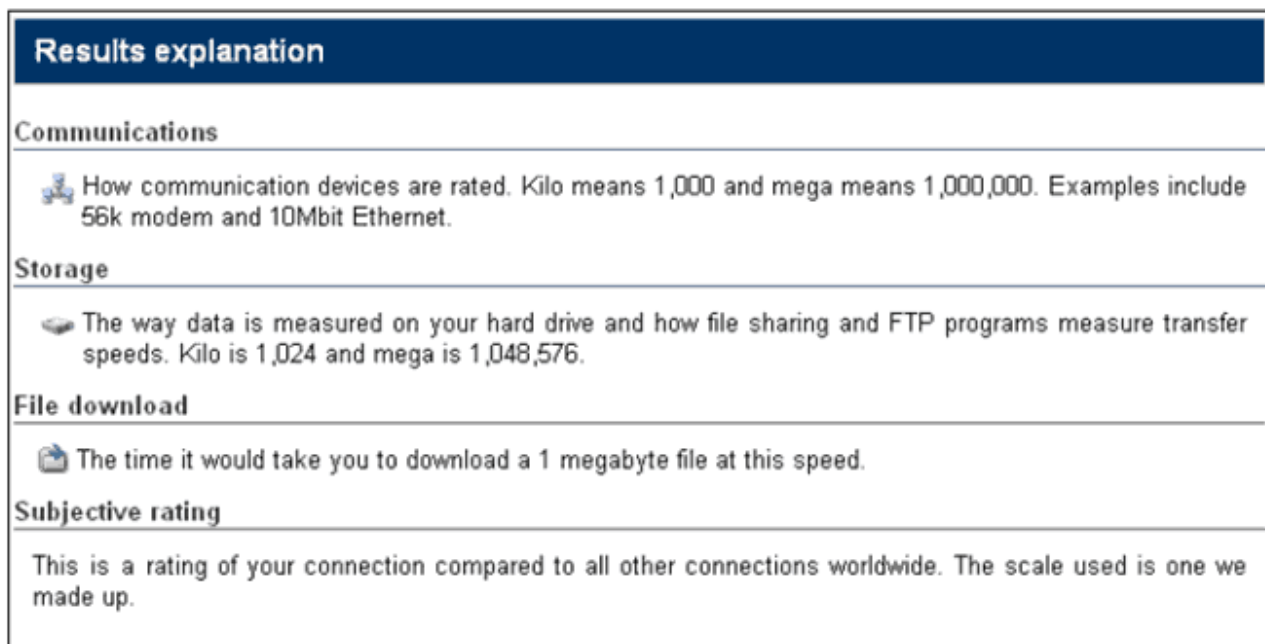 Results explanation
Communications
How communication devices are rated. Kilo means 1,000 and mega means 1,000,000. Examples include
56k modem and 10Mbit Ethernet.
Storage
The way data is measured on your hard drive and how file sharing and FTP programs measure transfer
speeds. Kilo is 1,024 and mega is 1,048,576.
File download
The time it would take you to download a 1 megabyte file at this speed.
Subjective rating
This is a rating of your connection compared to all other connections worldwide. The scale used is one we
made up.